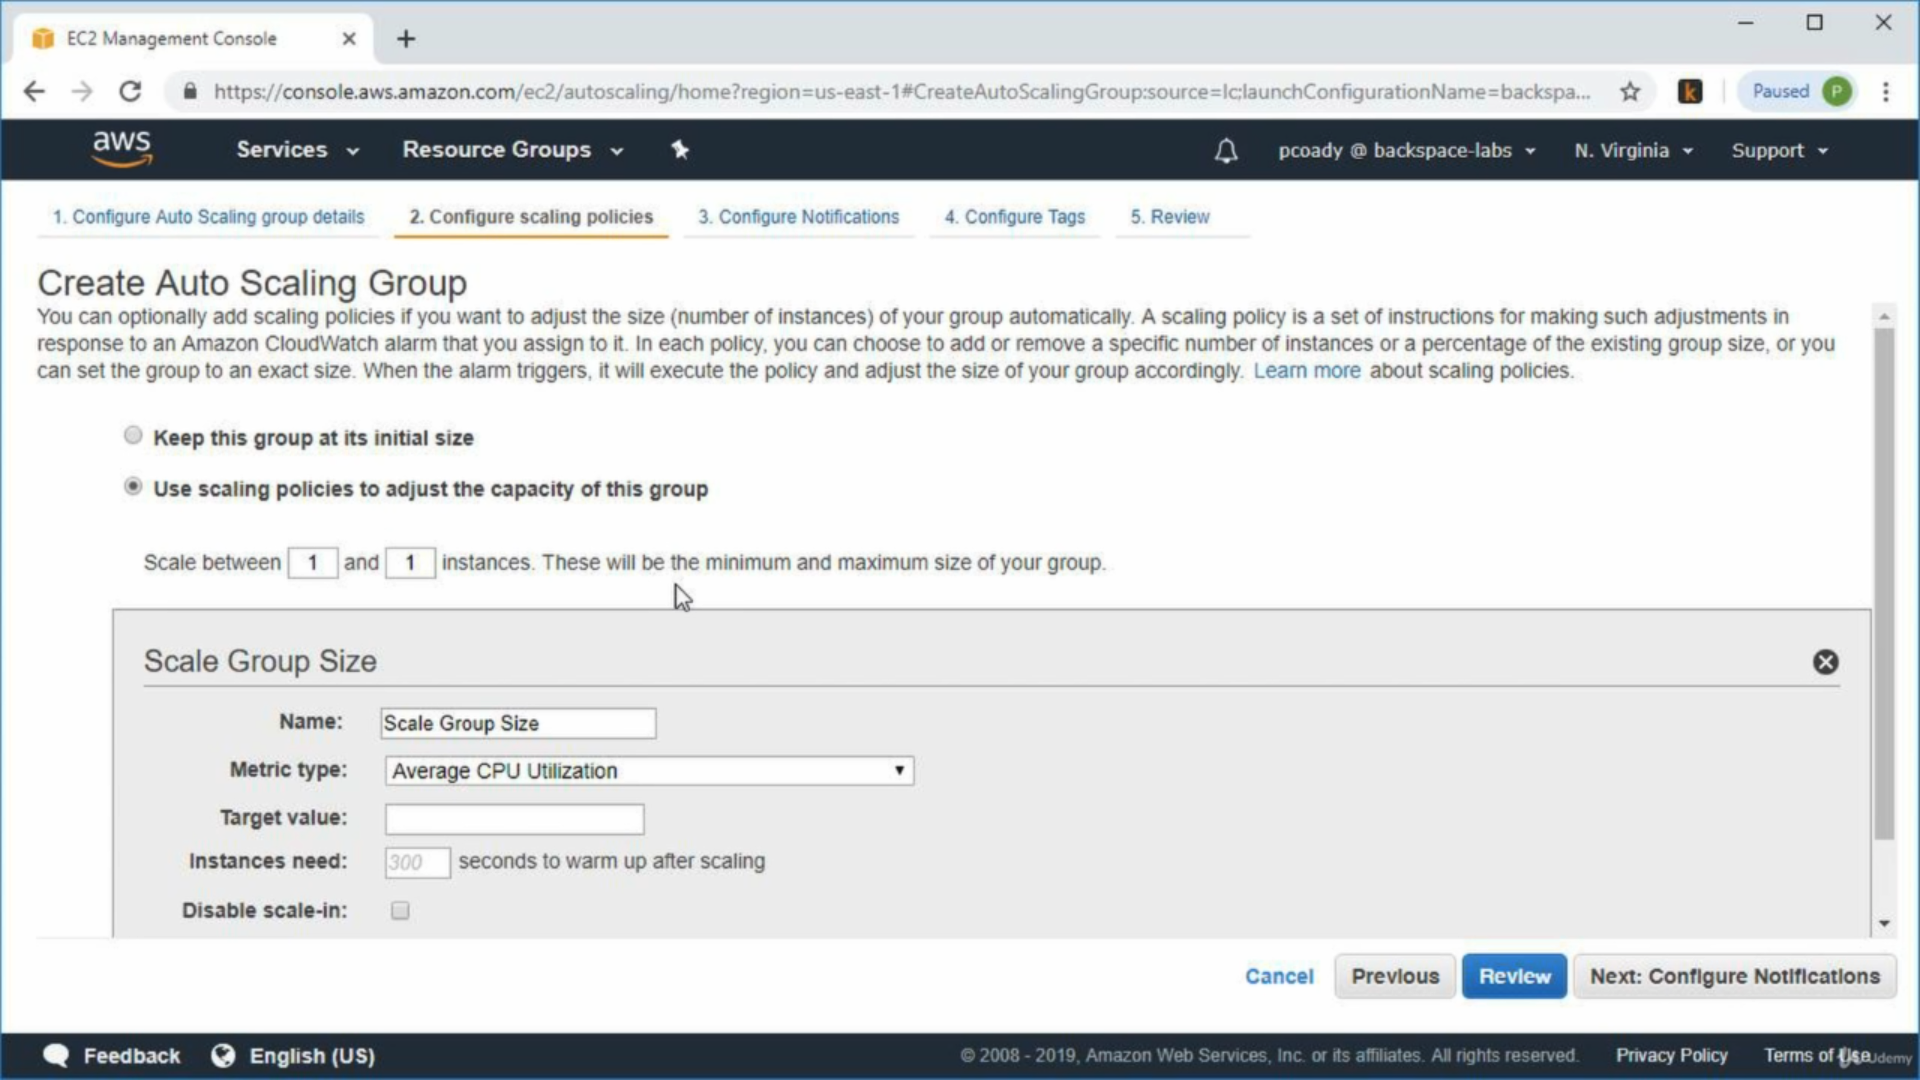 EC2 Management Console
https://console.aws.amazon.com/ec2/autoscaling/home?region=us-east-1#CreateAutoScalingGroup:source=lc;launchConfigurationName=backspa...
Paused P
aws Services Resource Groups pcoady @ backspace-labs N. Virginia Support
1. Configure Auto Scaling group details 2. Configure scaling policies 3. Configure Notifications 4. Configure Tags 5. Review
Create Auto Scaling Group
You can optionally add scaling policies if you want to adjust the size (number of instances) of your group automatically. A scaling policy is a set of instructions for making such adjustments in
response to an Amazon CloudWatch alarm that you assign to it. In each policy, you can choose to add or remove a specific number of instances or a percentage of the existing group size, or you
can set the group to an exact size. When the alarm triggers, it will execute the policy and adjust the size of your group accordingly. Learn more about scaling policies.
Keep this group at its initial size
Use scaling policies to adjust the capacity of this group
Scale between 1 and 1 instances. These will be the minimum and maximum size of your group.
Scale Group Size
Name: Scale Group Size
Metric type: Average CPU Utilization
Target value:
Instances need: 300 seconds to warm up after scaling
Disable scale-in:
Cancel Previous Review Next: Configure Notifications
Feedback English (US) © 2008 - 2019, Amazon Web Services, Inc. or its affiliates. All rights reserved. Privacy Policy Terms of Use
Udemy